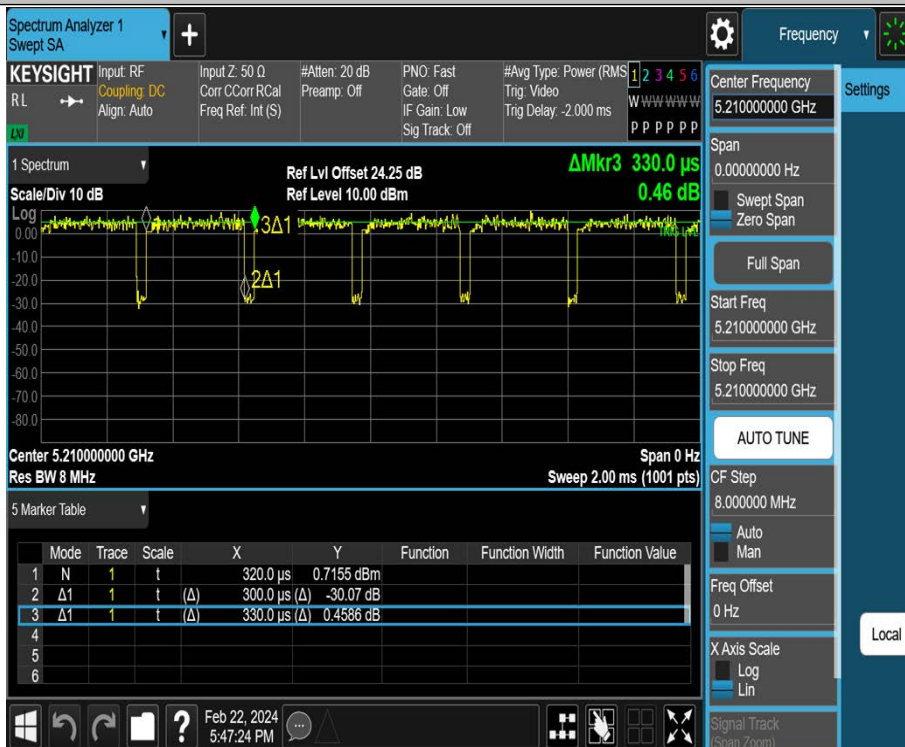 Spectrum Analyzer 1
Swept SA
+
Frequency
KEYSIGHT
RL
LXI
Input: RF
Coupling: DC
Align: Auto
Input Z: 50 Ω
Corr CCorr RCal
Freq Ref: Int (S)
#Atten: 20 dB
Preamp: Off
PNO: Fast
Gate: Off
IF Gain: Low
Sig Track: Off
#Avg Type: Power (RMS
Trig: Video
Trig Delay: -2.000 ms
1 2 3 4 5 6
W W W W W W
P P P P P P
1 Spectrum
Scale/Div 10 dB
Log
Ref Lvl Offset 24.25 dB
Ref Level 10.00 dBm
ΔMkr3 330.0 µs
0.46 dB
0.00
-10.0
-20.0
-30.0
-40.0
-50.0
-60.0
-70.0
-80.0
3Δ1
2Δ1
Center 5.210000000 GHz
Res BW 8 MHz
Span 0 Hz
Sweep 2.00 ms (1001 pts)
5 Marker Table
Mode Trace Scale X Y Function Function Width Function Value
1 N 1 t 320.0 µs 0.7155 dBm
2 Δ1 1 t (Δ) 300.0 µs (Δ) -30.07 dB
3 Δ1 1 t (Δ) 330.0 µs (Δ) 0.4586 dB
4
5
6
?
Feb 22, 2024
5:47:24 PM
Center Frequency
5.210000000 GHz
Span
0.00000000 Hz
Swept Span
Zero Span
Full Span
Start Freq
5.210000000 GHz
Stop Freq
5.210000000 GHz
AUTO TUNE
CF Step
8.000000 MHz
Auto
Man
Freq Offset
0 Hz
X Axis Scale
Log
Lin
Signal Track
(Span Zoom)
Settings
Local